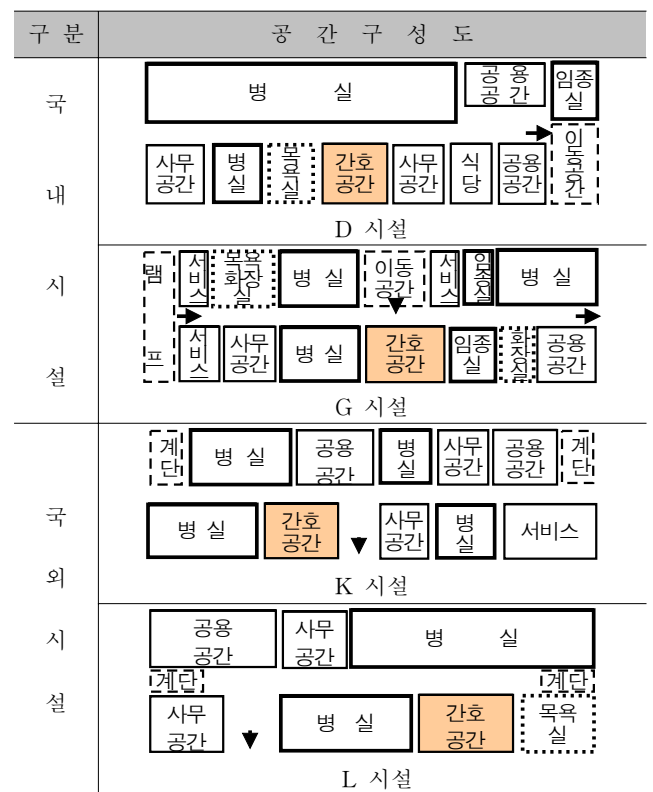 구 분 공 간 구 성 도
국 내 시 설
병 실 공 용 공 간 임종 실
사무 공간 병 실 목 욕 실 간호 공간 사무 공간 식 당 공용 공간 이 동 공 간
D 시설
램 프 서 비 스 목욕 화장 실 병 실 이동 공간 서 비 스 임 종 실 병 실
서 비 스 사무 공간 병 실 간호 공간 임종 실 화 장 실 공용 공간
G 시설
국 외 시 설
계 단 병 실 공용 공간 병 실 사무 공간 공용 공간 계 단
병 실 간호 공간 사무 공간 병 실 서비스
K 시설
공용 공간 사무 공간 병 실
계단 계단
사무 공간 병 실 간호 공간 목욕 실
L 시설